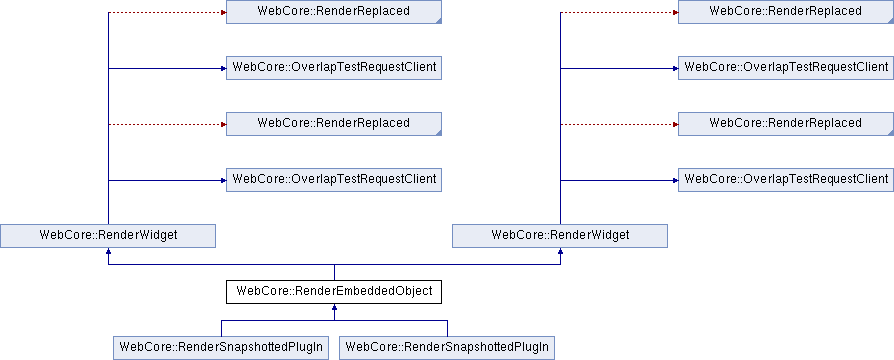 WebCore::RenderReplaced
WebCore::RenderReplaced
WebCore::OverlapTestRequestClient
WebCore::OverlapTestRequestClient
WebCore::RenderReplaced
WebCore::RenderReplaced
WebCore::OverlapTestRequestClient
WebCore::OverlapTestRequestClient
WebCore::RenderWidget
WebCore::RenderWidget
WebCore::RenderEmbeddedObject
WebCore::RenderSnapshottedPlugIn
WebCore::RenderSnapshottedPlugIn